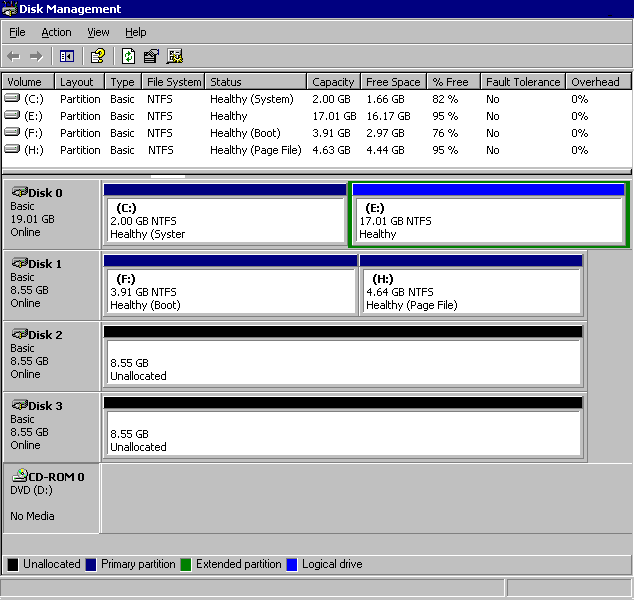 Disk Management
File Action View Help
Volume Layout Type File System Status Capacity Free Space % Free Fault Tolerance Overhead
(C:) Partition Basic NTFS Healthy (System) 2.00 GB 1.66 GB 82 % No 0%
(E:) Partition Basic NTFS Healthy 17.01 GB 16.17 GB 95 % No 0%
(F:) Partition Basic NTFS Healthy (Boot) 3.91 GB 2.97 GB 76 % No 0%
(H:) Partition Basic NTFS Healthy (Page File) 4.63 GB 4.44 GB 95 % No 0%
Disk 0
Basic
19.01 GB
Online
(C:)
2.00 GB NTFS
Healthy (Syster
(E:)
17.01 GB NTFS
Healthy
Disk 1
Basic
8.55 GB
Online
(F:)
3.91 GB NTFS
Healthy (Boot)
(H:)
4.64 GB NTFS
Healthy (Page File)
Disk 2
Basic
8.55 GB
Online
8.55 GB
Unallocated
Disk 3
Basic
8.55 GB
Online
8.55 GB
Unallocated
CD-ROM 0
DVD (D:)
No Media
Unallocated Primary partition Extended partition Logical drive